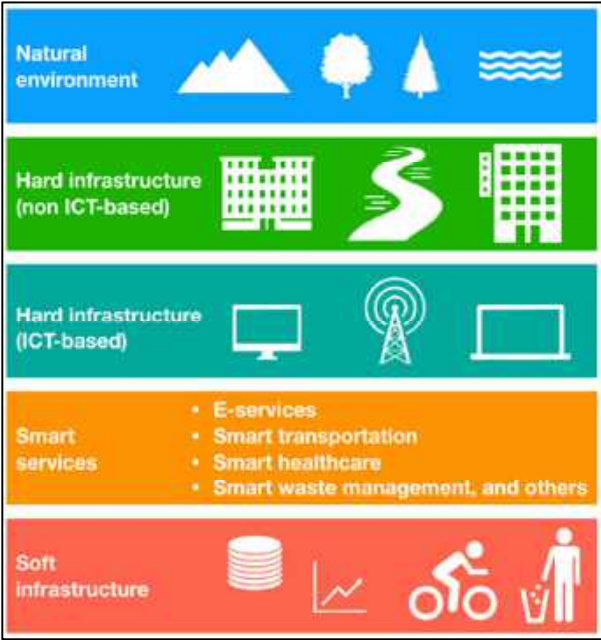 Natural
environment
Hard infrastructure
(non ICT-based)
Hard infrastructure
(ICT-based)
Smart
services
• E-services
• Smart transportation
• Smart healthcare
• Smart waste management, and others
Soft
infrastructure